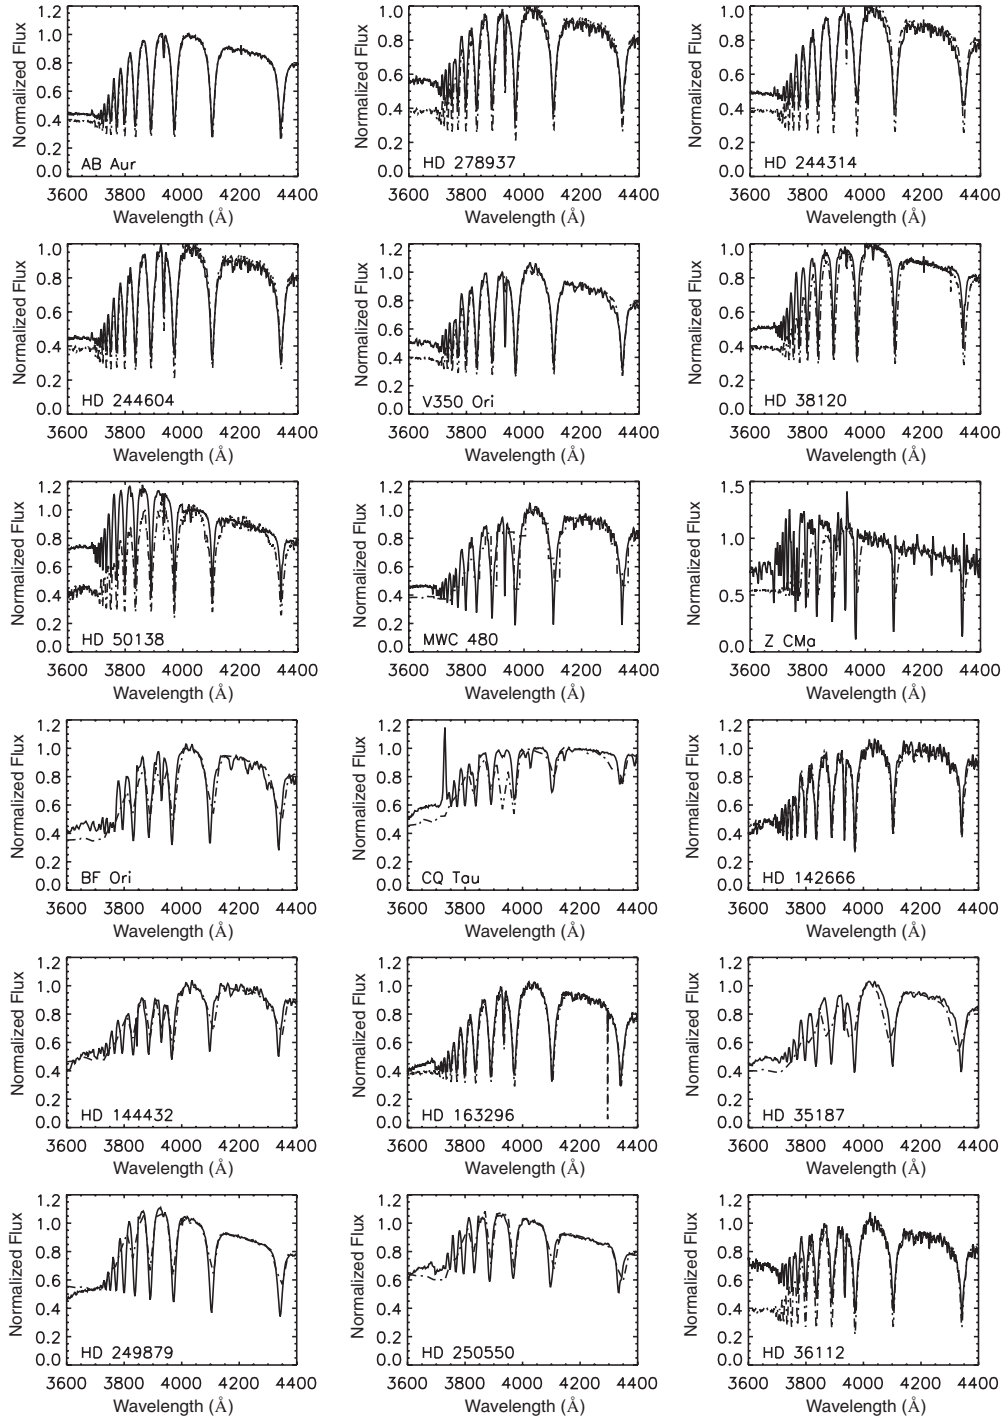 Normalized Flux
1.2
1.0
0.8
0.6
0.4
0.2
0.0
AB Aur
3600 3800 4000 4200 4400
Wavelength (Å)
Normalized Flux
1.0
0.8
0.6
0.4
0.2
0.0
HD 278937
3600 3800 4000 4200 4400
Wavelength (Å)
Normalized Flux
1.0
0.8
0.6
0.4
0.2
0.0
HD 244314
3600 3800 4000 4200 4400
Wavelength (Å)
Normalized Flux
1.0
0.8
0.6
0.4
0.2
0.0
HD 244604
3600 3800 4000 4200 4400
Wavelength (Å)
Normalized Flux
1.2
1.0
0.8
0.6
0.4
0.2
0.0
V350 Ori
3600 3800 4000 4200 4400
Wavelength (Å)
Normalized Flux
1.0
0.8
0.6
0.4
0.2
0.0
HD 38120
3600 3800 4000 4200 4400
Wavelength (Å)
Normalized Flux
1.2
1.0
0.8
0.6
0.4
0.2
0.0
HD 50138
3600 3800 4000 4200 4400
Wavelength (Å)
Normalized Flux
1.2
1.0
0.8
0.6
0.4
0.2
0.0
MWC 480
3600 3800 4000 4200 4400
Wavelength (Å)
Normalized Flux
1.5
1.0
0.5
0.0
Z CMa
3600 3800 4000 4200 4400
Wavelength (Å)
Normalized Flux
1.2
1.0
0.8
0.6
0.4
0.2
0.0
BF Ori
3600 3800 4000 4200 4400
Wavelength (Å)
Normalized Flux
1.2
1.0
0.8
0.6
0.4
0.2
0.0
CQ Tau
3600 3800 4000 4200 4400
Wavelength (Å)
Normalized Flux
1.2
1.0
0.8
0.6
0.4
0.2
0.0
HD 142666
3600 3800 4000 4200 4400
Wavelength (Å)
Normalized Flux
1.2
1.0
0.8
0.6
0.4
0.2
0.0
HD 144432
3600 3800 4000 4200 4400
Wavelength (Å)
Normalized Flux
1.2
1.0
0.8
0.6
0.4
0.2
0.0
HD 163296
3600 3800 4000 4200 4400
Wavelength (Å)
Normalized Flux
1.2
1.0
0.8
0.6
0.4
0.2
0.0
HD 35187
3600 3800 4000 4200 4400
Wavelength (Å)
Normalized Flux
1.2
1.0
0.8
0.6
0.4
0.2
0.0
HD 249879
3600 3800 4000 4200 4400
Wavelength (Å)
Normalized Flux
1.2
1.0
0.8
0.6
0.4
0.2
0.0
HD 250550
3600 3800 4000 4200 4400
Wavelength (Å)
Normalized Flux
1.2
1.0
0.8
0.6
0.4
0.2
0.0
HD 36112
3600 3800 4000 4200 4400
Wavelength (Å)